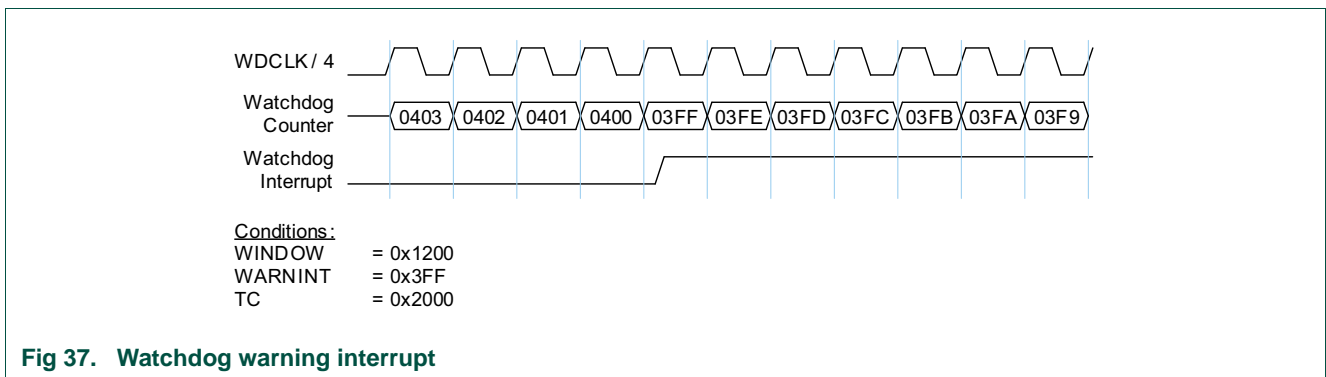 WDCLK / 4
Watchdog
Counter
0403 0402 0401 0400 03FF 03FE 03FD 03FC 03FB 03FA 03F9
Watchdog
Interrupt
Conditions:
WINDOW = 0x1200
WARNINT = 0x3FF
TC = 0x2000
Fig 37. Watchdog warning interrupt